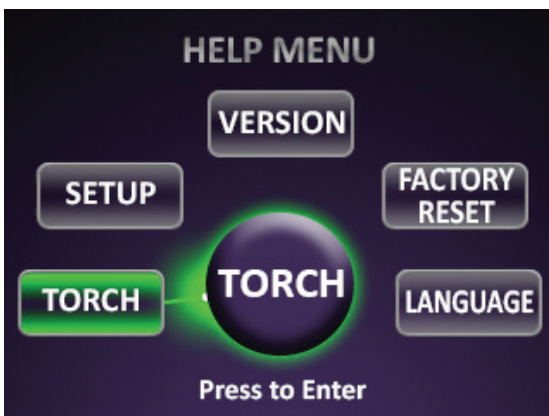 HELP MENU
VERSION
SETUP
FACTORY
RESET
TORCH
TORCH
LANGUAGE
Press to Enter